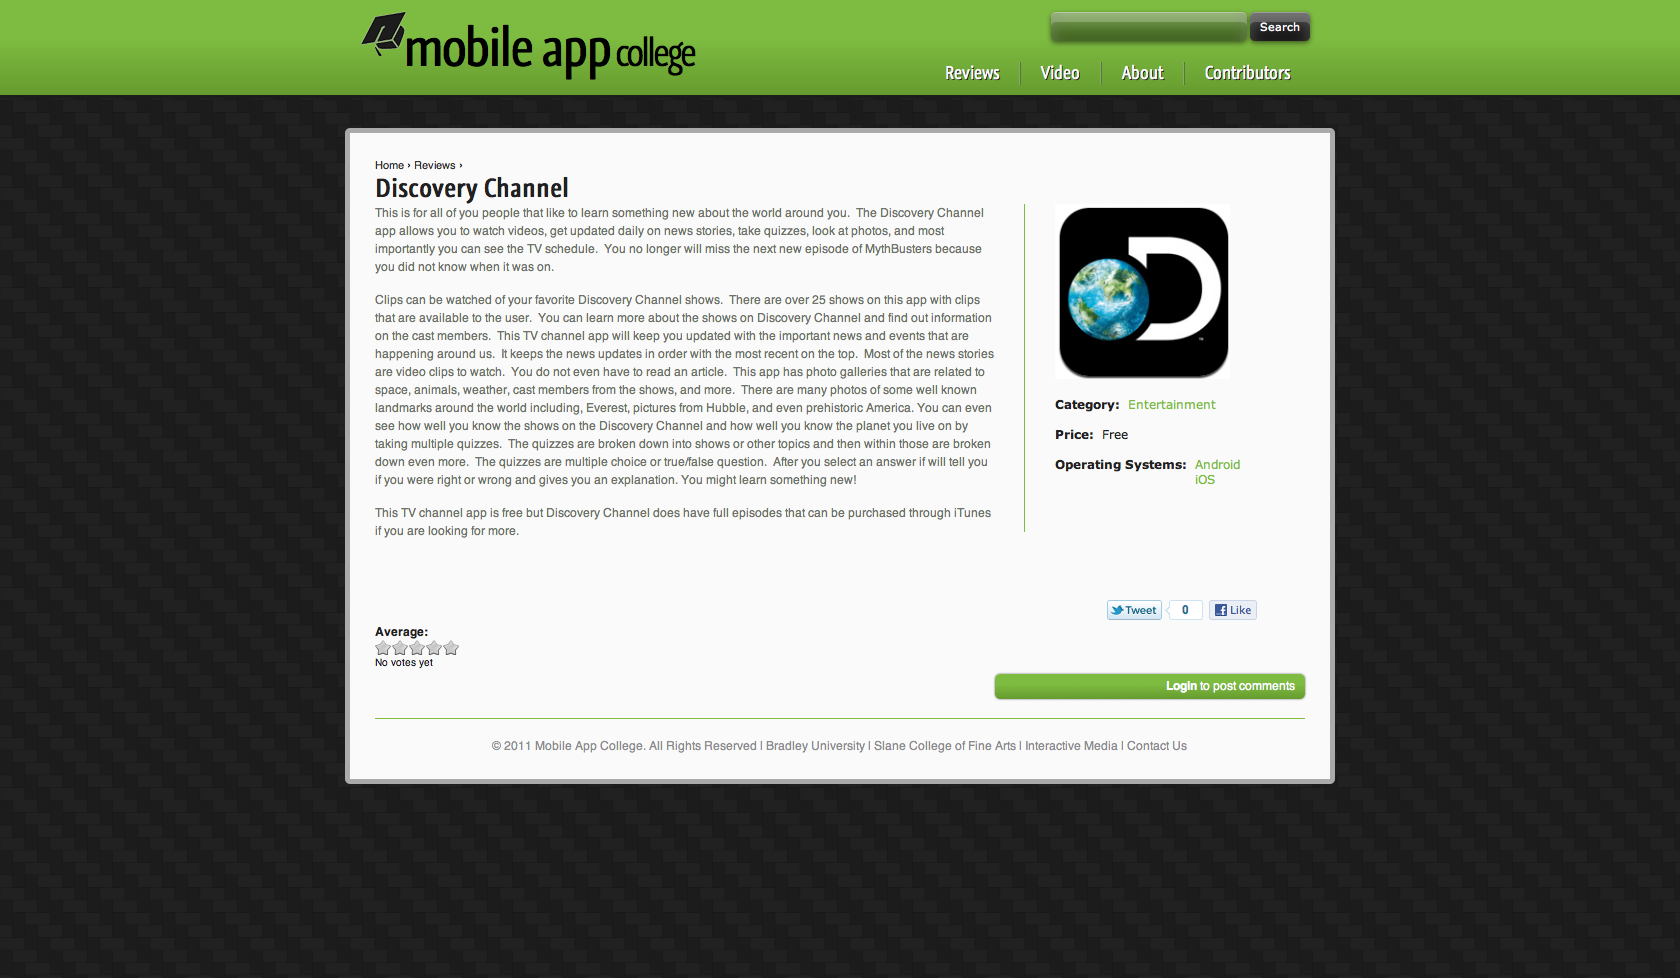 mobile app college
Search
Reviews
Video
About
Contributors
Home › Reviews ›
Discovery Channel
This is for all of you people that like to learn something new about the world around you.  The Discovery Channel
app allows you to watch videos, get updated daily on news stories, take quizzes, look at photos, and most
importantly you can see the TV schedule.  You no longer will miss the next new episode of MythBusters because
you did not know when it was on.
Clips can be watched of your favorite Discovery Channel shows.  There are over 25 shows on this app with clips
that are available to the user.  You can learn more about the shows on Discovery Channel and find out information
on the cast members.  This TV channel app will keep you updated with the important news and events that are
happening around us.  It keeps the news updates in order with the most recent on the top.  Most of the news stories
are video clips to watch.  You do not even have to read an article.  This app has photo galleries that are related to
space, animals, weather, cast members from the shows, and more.  There are many photos of some well known
landmarks around the world including, Everest, pictures from Hubble, and even prehistoric America. You can even
see how well you know the shows on the Discovery Channel and how well you know the planet you live on by
taking multiple quizzes.  The quizzes are broken down into shows or other topics and then within those are broken
down even more.  The quizzes are multiple choice or true/false question.  After you select an answer if will tell you
if you were right or wrong and gives you an explanation. You might learn something new!
This TV channel app is free but Discovery Channel does have full episodes that can be purchased through iTunes
if you are looking for more.
D
™
Category: Entertainment
Price: Free
Operating Systems: Android
iOS
Tweet
0
Like
Average:
No votes yet
Login to post comments
© 2011 Mobile App College. All Rights Reserved | Bradley University | Slane College of Fine Arts | Interactive Media | Contact Us